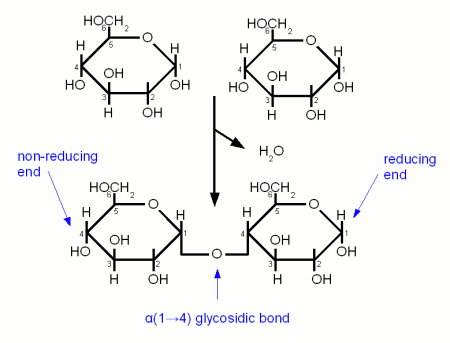 HOCH₂ HOCH₂
6 6
5 O 5 O
H H H H
4 OH 1 4 OH 1
HO 3 2 OH HO 3 2 OH
H OH H OH
H₂O
non-reducing
end
reducing
end
HOCH₂ HOCH₂
6 6
5 O 5 O
H H H H
4 OH 1 4 OH 1
HO 3 2 O 3 2 OH
H OH H OH
α(1→4) glycosidic bond